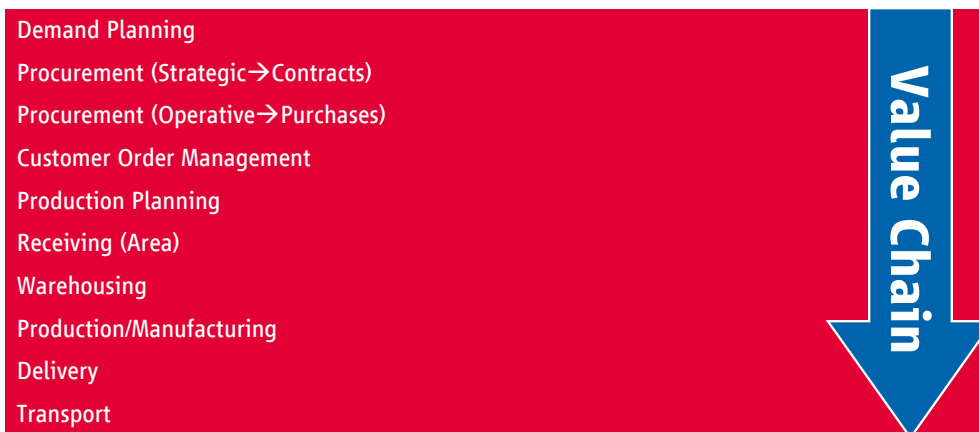 Demand Planning
Procurement (Strategic→Contracts)
Procurement (Operative→Purchases)
Customer Order Management
Production Planning
Receiving (Area)
Warehousing
Production/Manufacturing
Delivery
Transport
Value Chain